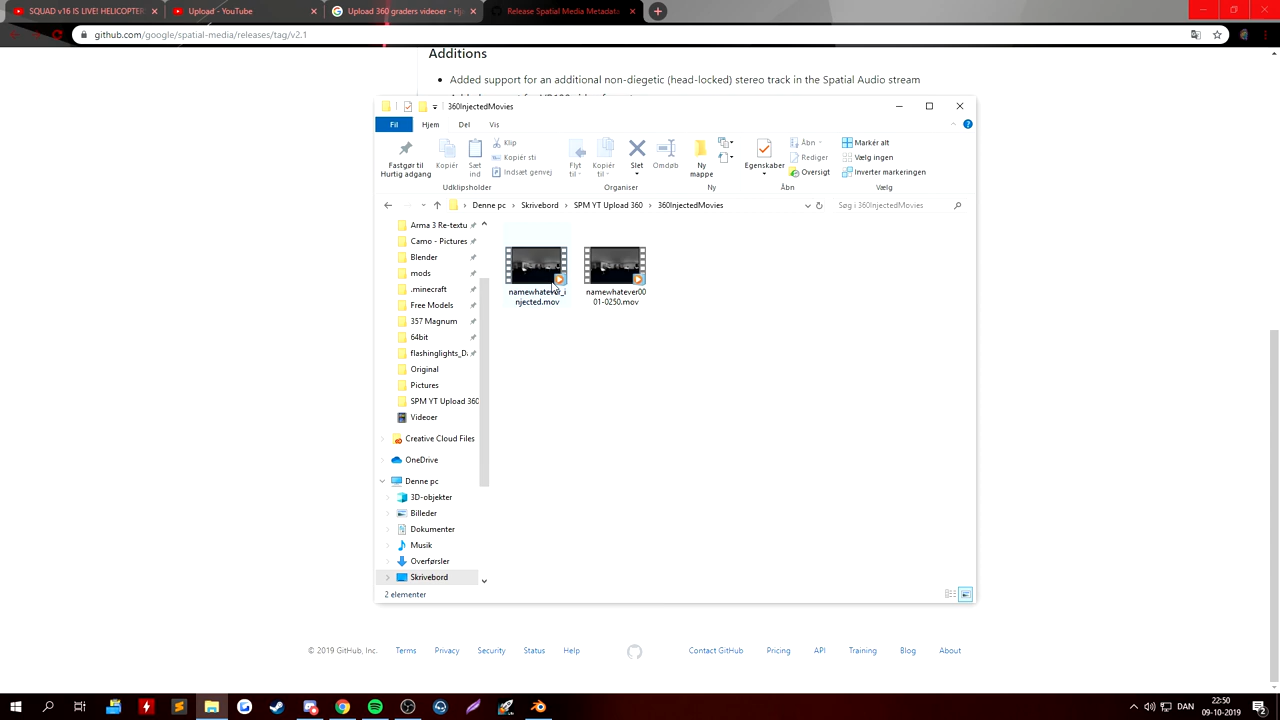 SQUAD v16 IS LIVE! HELICOPTER
Upload - YouTube
Upload 360 graders videoer - Hj
Release Spatial Media Metadata
github.com/google/spatial-media/releases/tag/v2.1
Additions
Added support for an additional non-diegetic (head-locked) stereo track in the Spatial Audio stream
360InjectedMovies
Fil Hjem Del Vis
Fastgør til Hurtig adgang
Kopiér
Sæt ind
Klip
Kopiér sti
Indsæt genvej
Udklipsholder
Flyt til
Kopiér til
Slet
Omdøb
Organiser
Ny mappe
Ny
Egenskaber
Åbn
Rediger
Oversigt
Åbn
Markér alt
Vælg ingen
Inverter markeringen
Vælg
Denne pc > Skrivebord > SPM YT Upload 360 > 360InjectedMovies
Søg i 360InjectedMovies
Arma 3 Re-textu
Camo - Pictures
Blender
mods
.minecraft
Free Models
357 Magnum
64bit
flashinglights_D
Original
Pictures
SPM YT Upload 360
Videoer
Creative Cloud Files
OneDrive
Denne pc
3D-objekter
Billeder
Dokumenter
Musik
Overførsler
Skrivebord
namewhatever_i
njected.mov
namewhatever00
01-0250.mov
2 elementer
© 2019 GitHub, Inc. Terms Privacy Security Status Help Contact GitHub Pricing API Training Blog About
DAN
22:50
09-10-2019
2